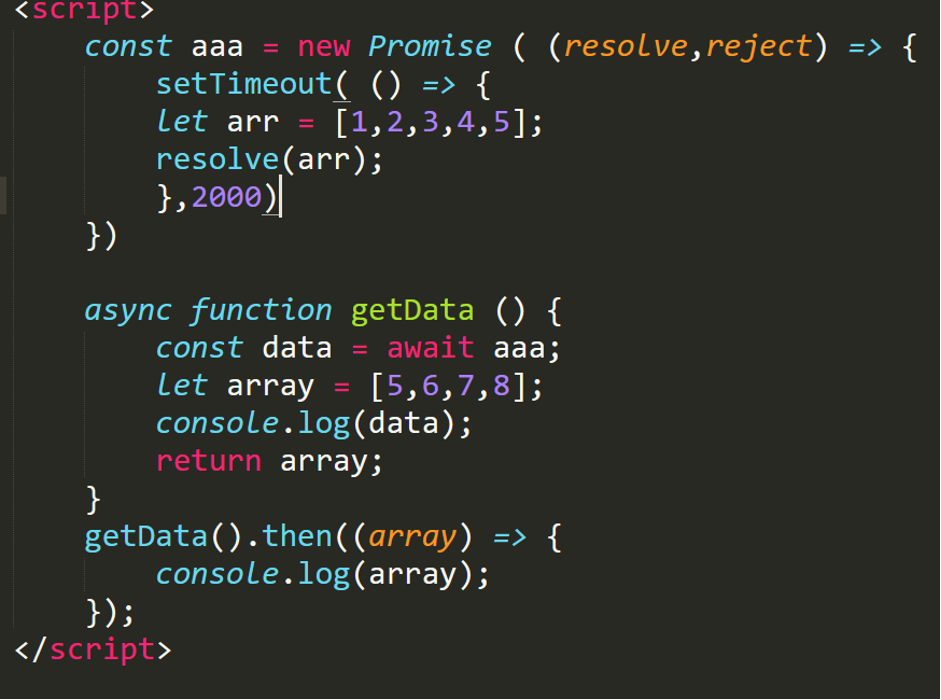 <script>
const aaa = new Promise ( (resolve,reject) => {
setTimeout( () => {
let arr = [1,2,3,4,5];
resolve(arr);
},2000)
})
async function getData () {
const data = await aaa;
let array = [5,6,7,8];
console.log(data);
return array;
}
getData().then((array) => {
console.log(array);
});
</script>